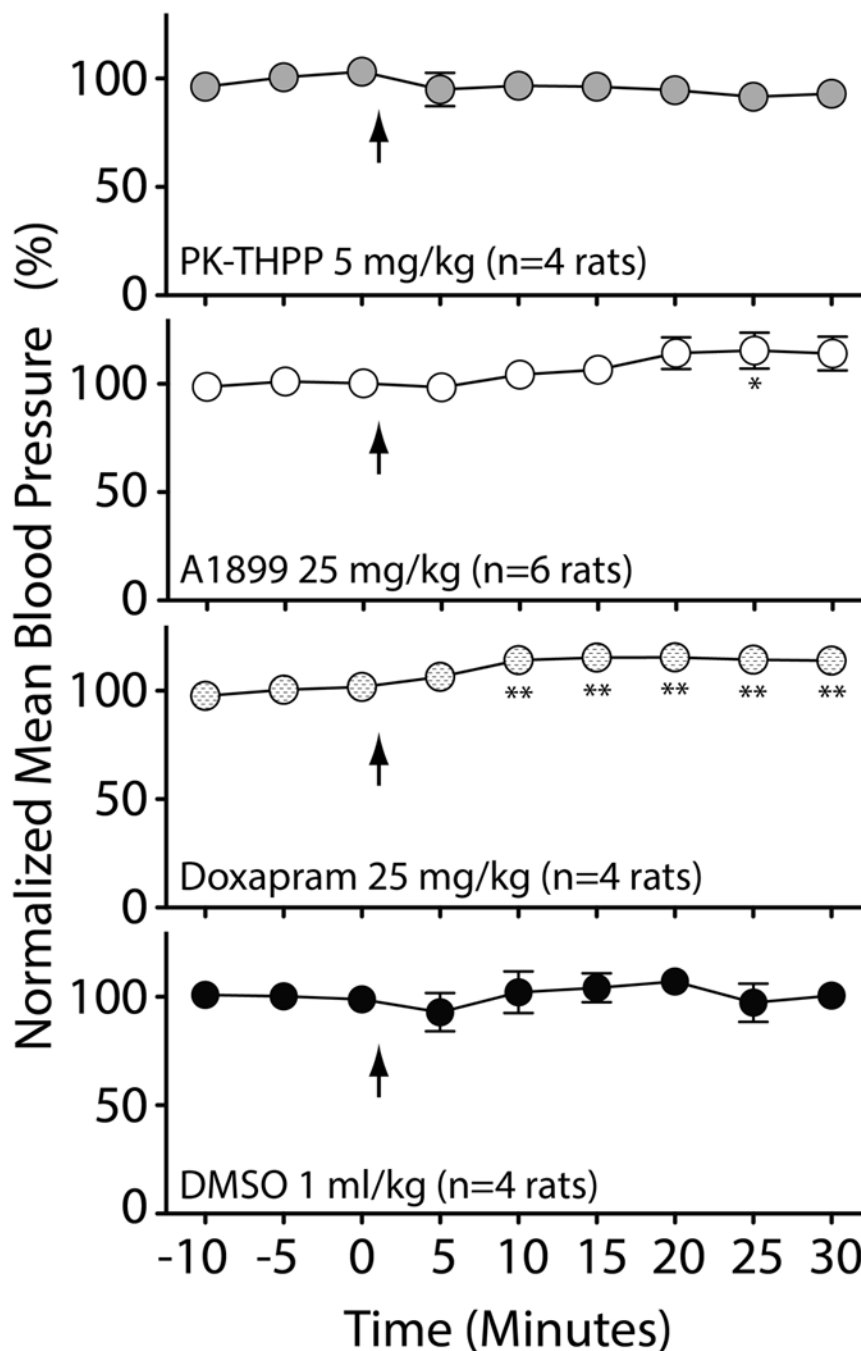 Normalized Mean Blood Pressure (%)
100
50
0
PK-THPP 5 mg/kg (n=4 rats)
100
50
0
*
A1899 25 mg/kg (n=6 rats)
100
50
0
** ** ** ** **
Doxapram 25 mg/kg (n=4 rats)
100
50
0
DMSO 1 ml/kg (n=4 rats)
-10 -5 0 5 10 15 20 25 30
Time (Minutes)